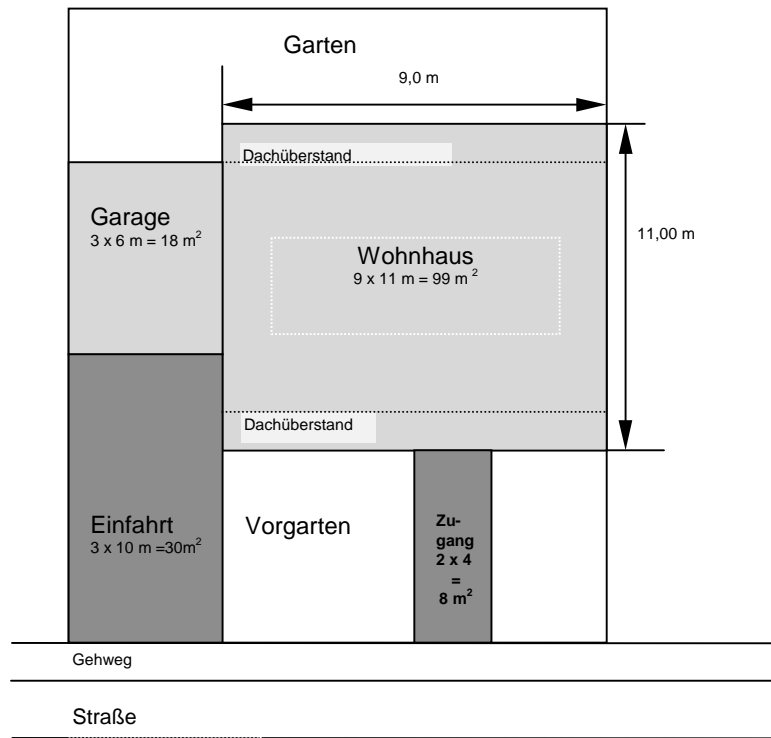 Garten
9,0 m
Dachüberstand
Garage
3 x 6 m = 18 m²
11,00 m
Wohnhaus
9 x 11 m = 99 m ²
Dachüberstand
Einfahrt
3 x 10 m =30m²
Vorgarten
Zu-
gang
2 x 4
=
8 m²
Gehweg
Straße